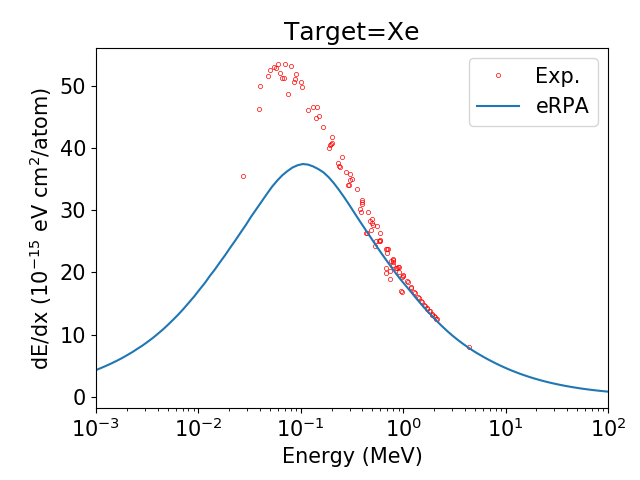 Target=Xe
dE/dx (10⁻¹⁵ eV cm²/atom)
50
40
30
20
10
0
Exp.
eRPA
10⁻³ 10⁻² 10⁻¹ 10⁰ 10¹ 10²
Energy (MeV)